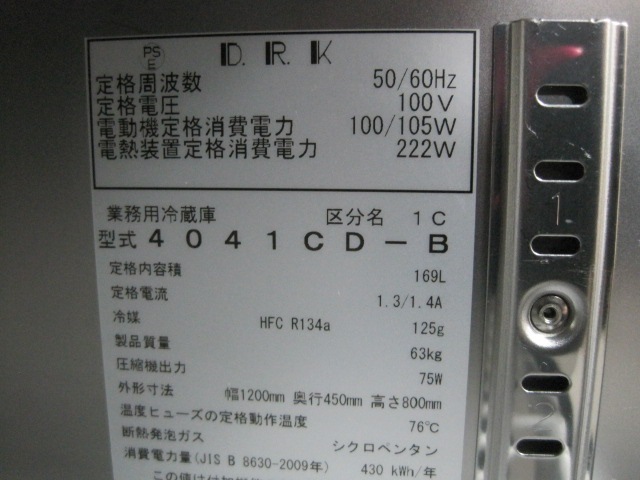 PS
E
D.R.K
定格周波数 50/60Hz
定格電圧 100V
電動機定格消費電力 100/105W
電熱装置定格消費電力 222W
業務用冷蔵庫 区分名 1C
型式 4041CD-B
定格内容積 169L
定格電流 1.3/1.4A
冷媒 HFC R134a 125g
製品質量 63kg
圧縮機出力 75W
外形寸法 幅1200mm 奥行450mm 高さ800mm
温度ヒューズの定格動作温度 76℃
断熱発泡ガス シクロペンタン
消費電力量(JIS B 8630-2009年) 430 kWh/年
この値は付加機
1
2